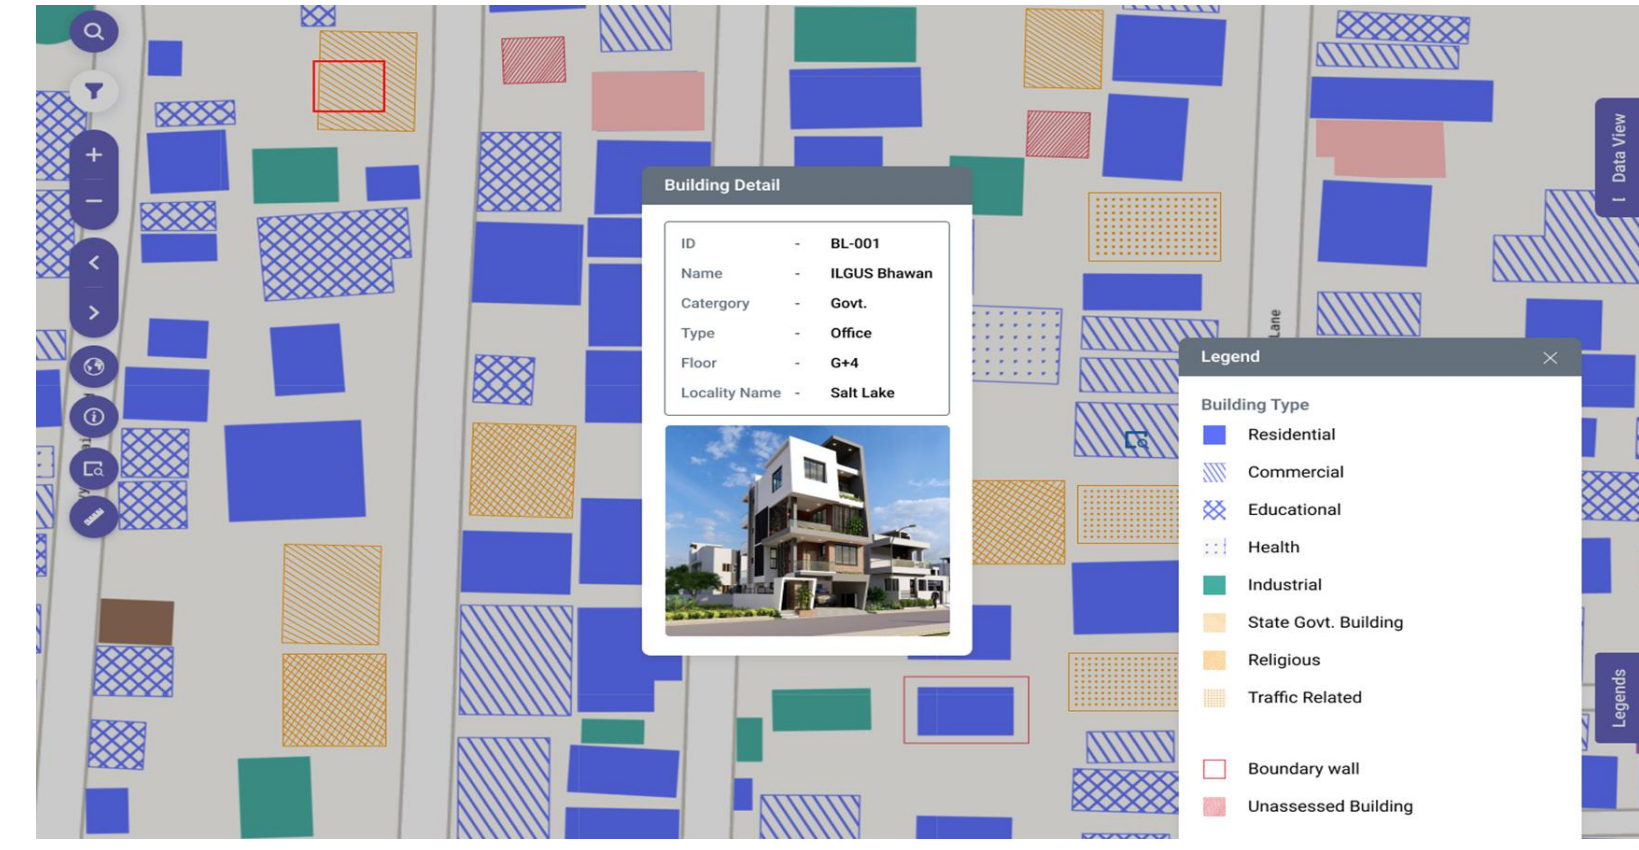 Building Detail
ID - BL-001
Name - ILGUS Bhawan
Catergory - Govt.
Type - Office
Floor - G+4
Locality Name - Salt Lake
Data View
Lane
Legend
Building Type
Residential
Commercial
Educational
Health
Industrial
State Govt. Building
Religious
Traffic Related
Boundary wall
Unassessed Building
Legends